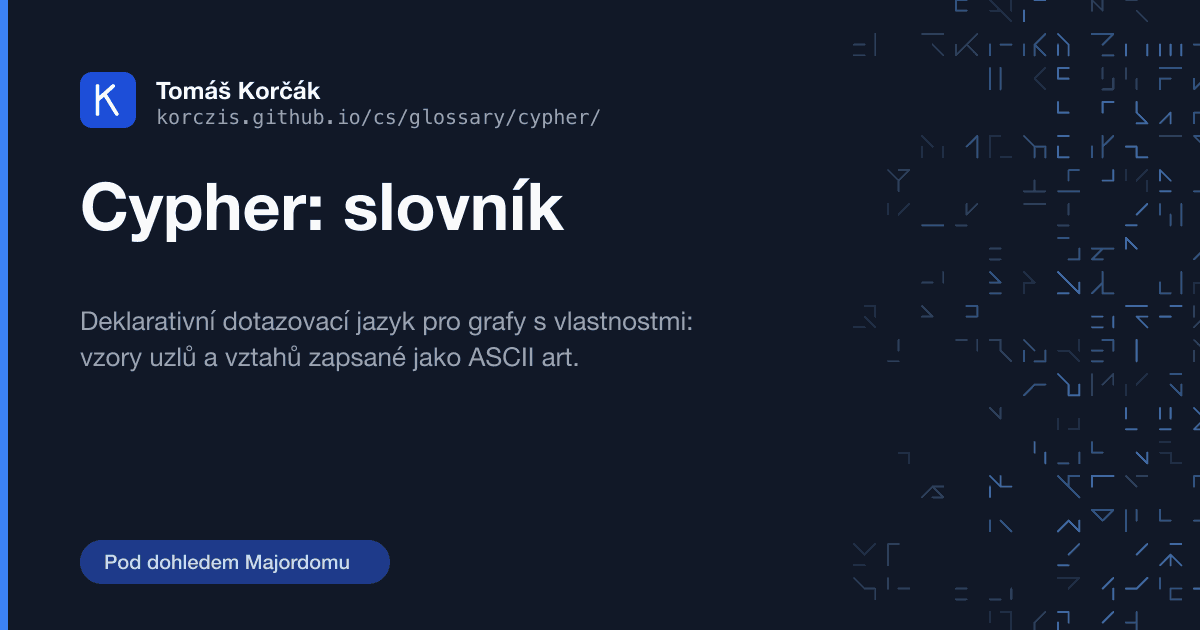 K
Tomáš Korčák
korczis.github.io/cs/glossary/cypher/
Cypher: slovník
Deklarativní dotazovací jazyk pro grafy s vlastnostmi:
vzory uzlů a vztahů zapsané jako ASCII art.
Pod dohledem Majordomu